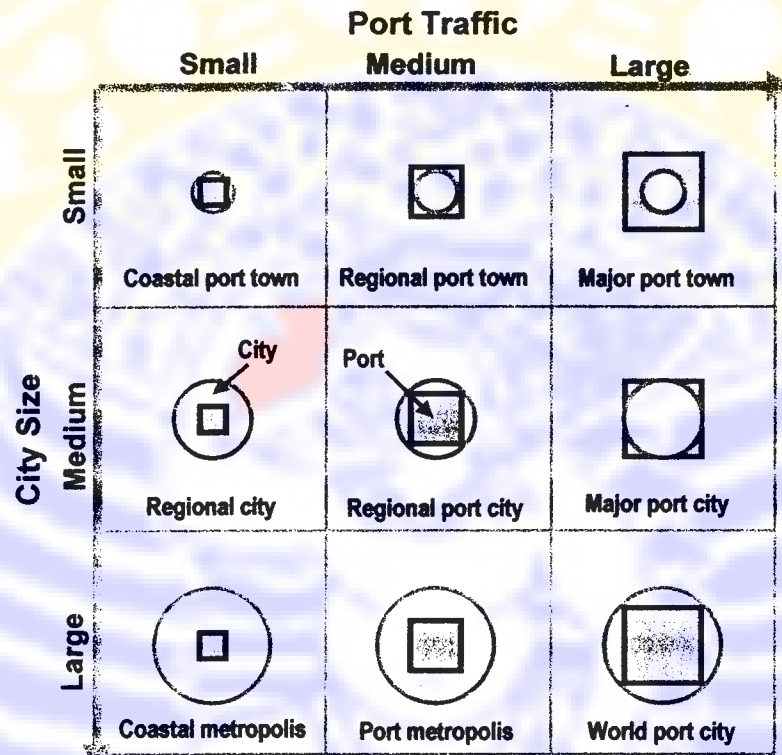 Port Traffic
Small Medium Large
City Size
Small
Coastal port town Regional port town Major port town
Medium
City Port
Regional city Regional port city Major port city
Large
Coastal metropolis Port metropolis World port city